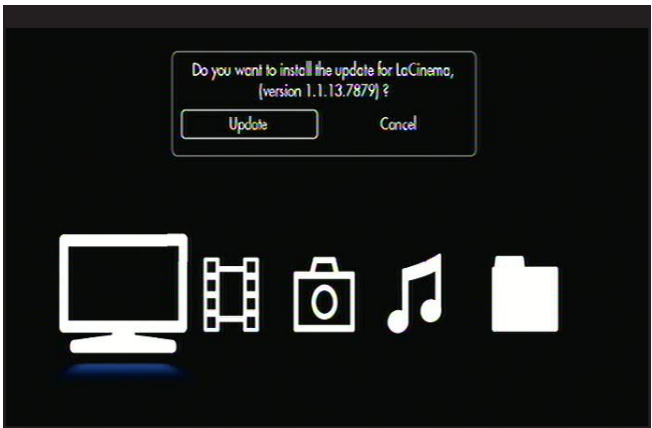 Do you want to install the update for LaCinema,
(version 1.1.13.7879) ?
Update
Cancel